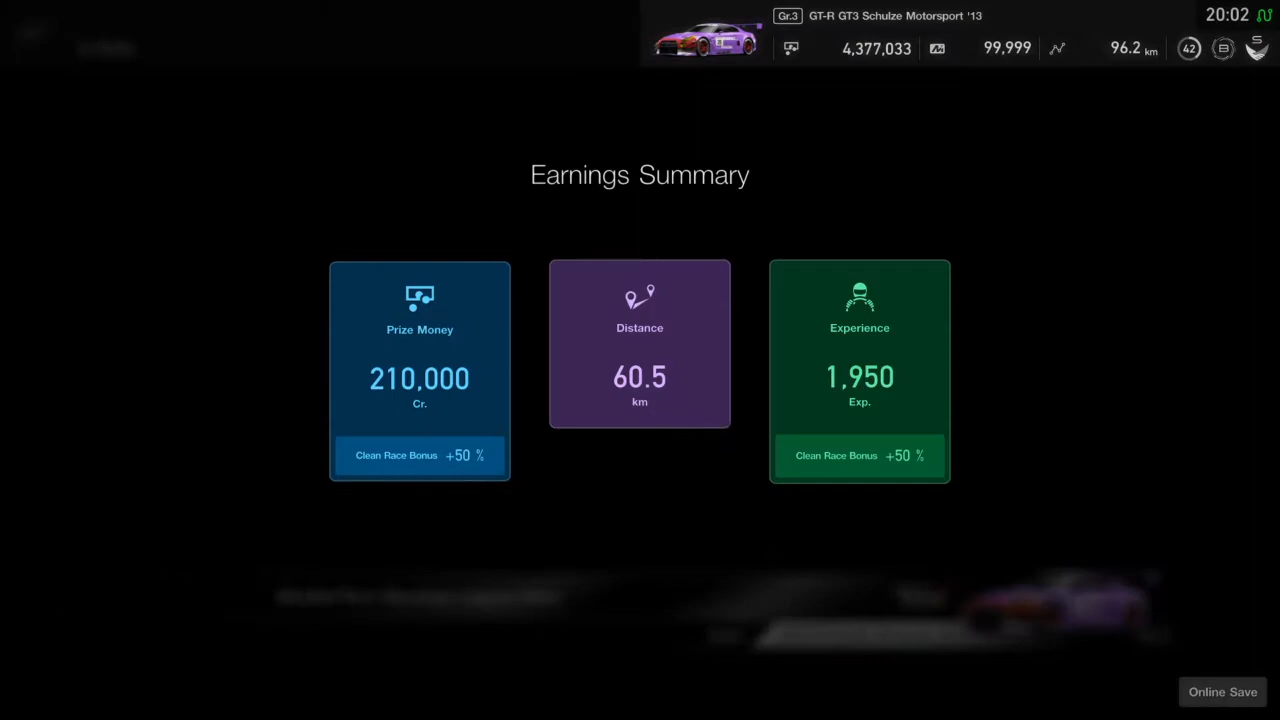 Gr.3 GT-R GT3 Schulze Motorsport '13
20:02
4,377,033 99,999 96.2 km 42 B S
Earnings Summary
Prize Money
210,000
Cr.
Clean Race Bonus +50 %
Distance
60.5
km
Experience
1,950
Exp.
Clean Race Bonus +50 %
Online Save